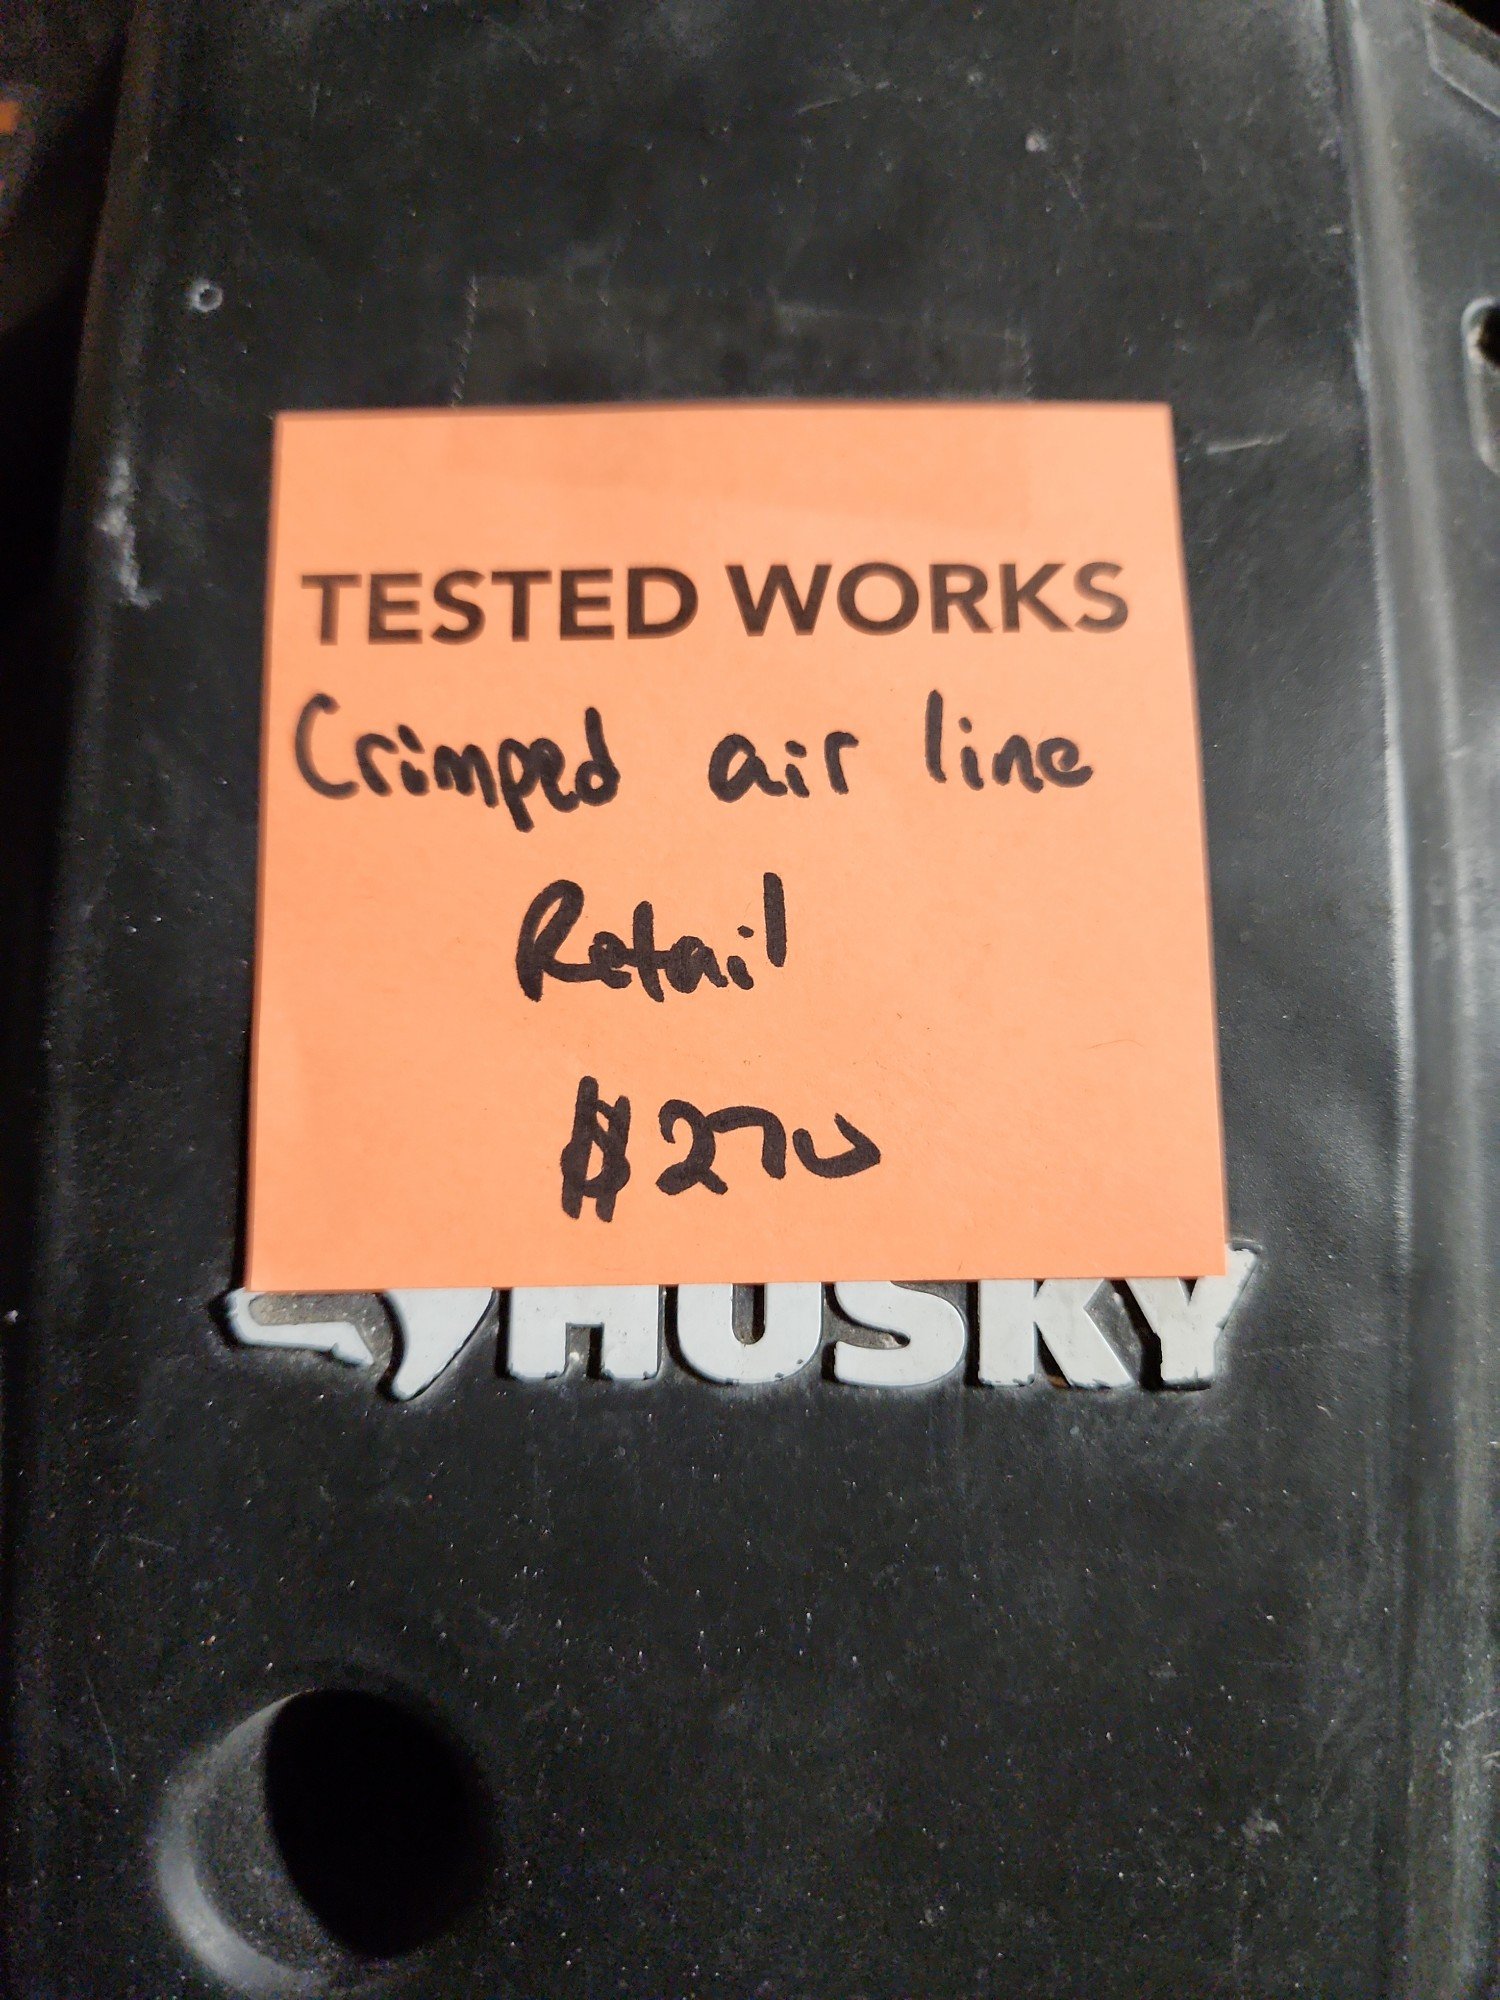 TESTED WORKS
Crimped air line
Retail
$270
HUSKY